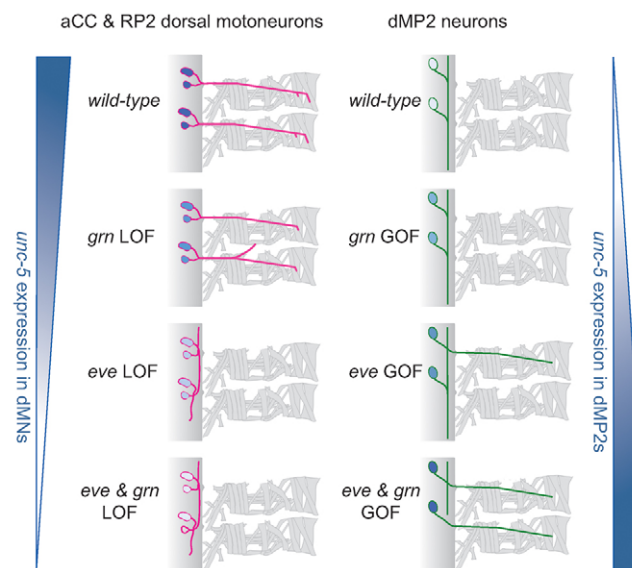 aCC & RP2 dorsal motoneurons
dMP2 neurons
wild-type
wild-type
grn LOF
grn GOF
eve LOF
eve GOF
eve & grn
LOF
eve & grn
GOF
unc-5 expression in dMNs
unc-5 expression in dMP2s